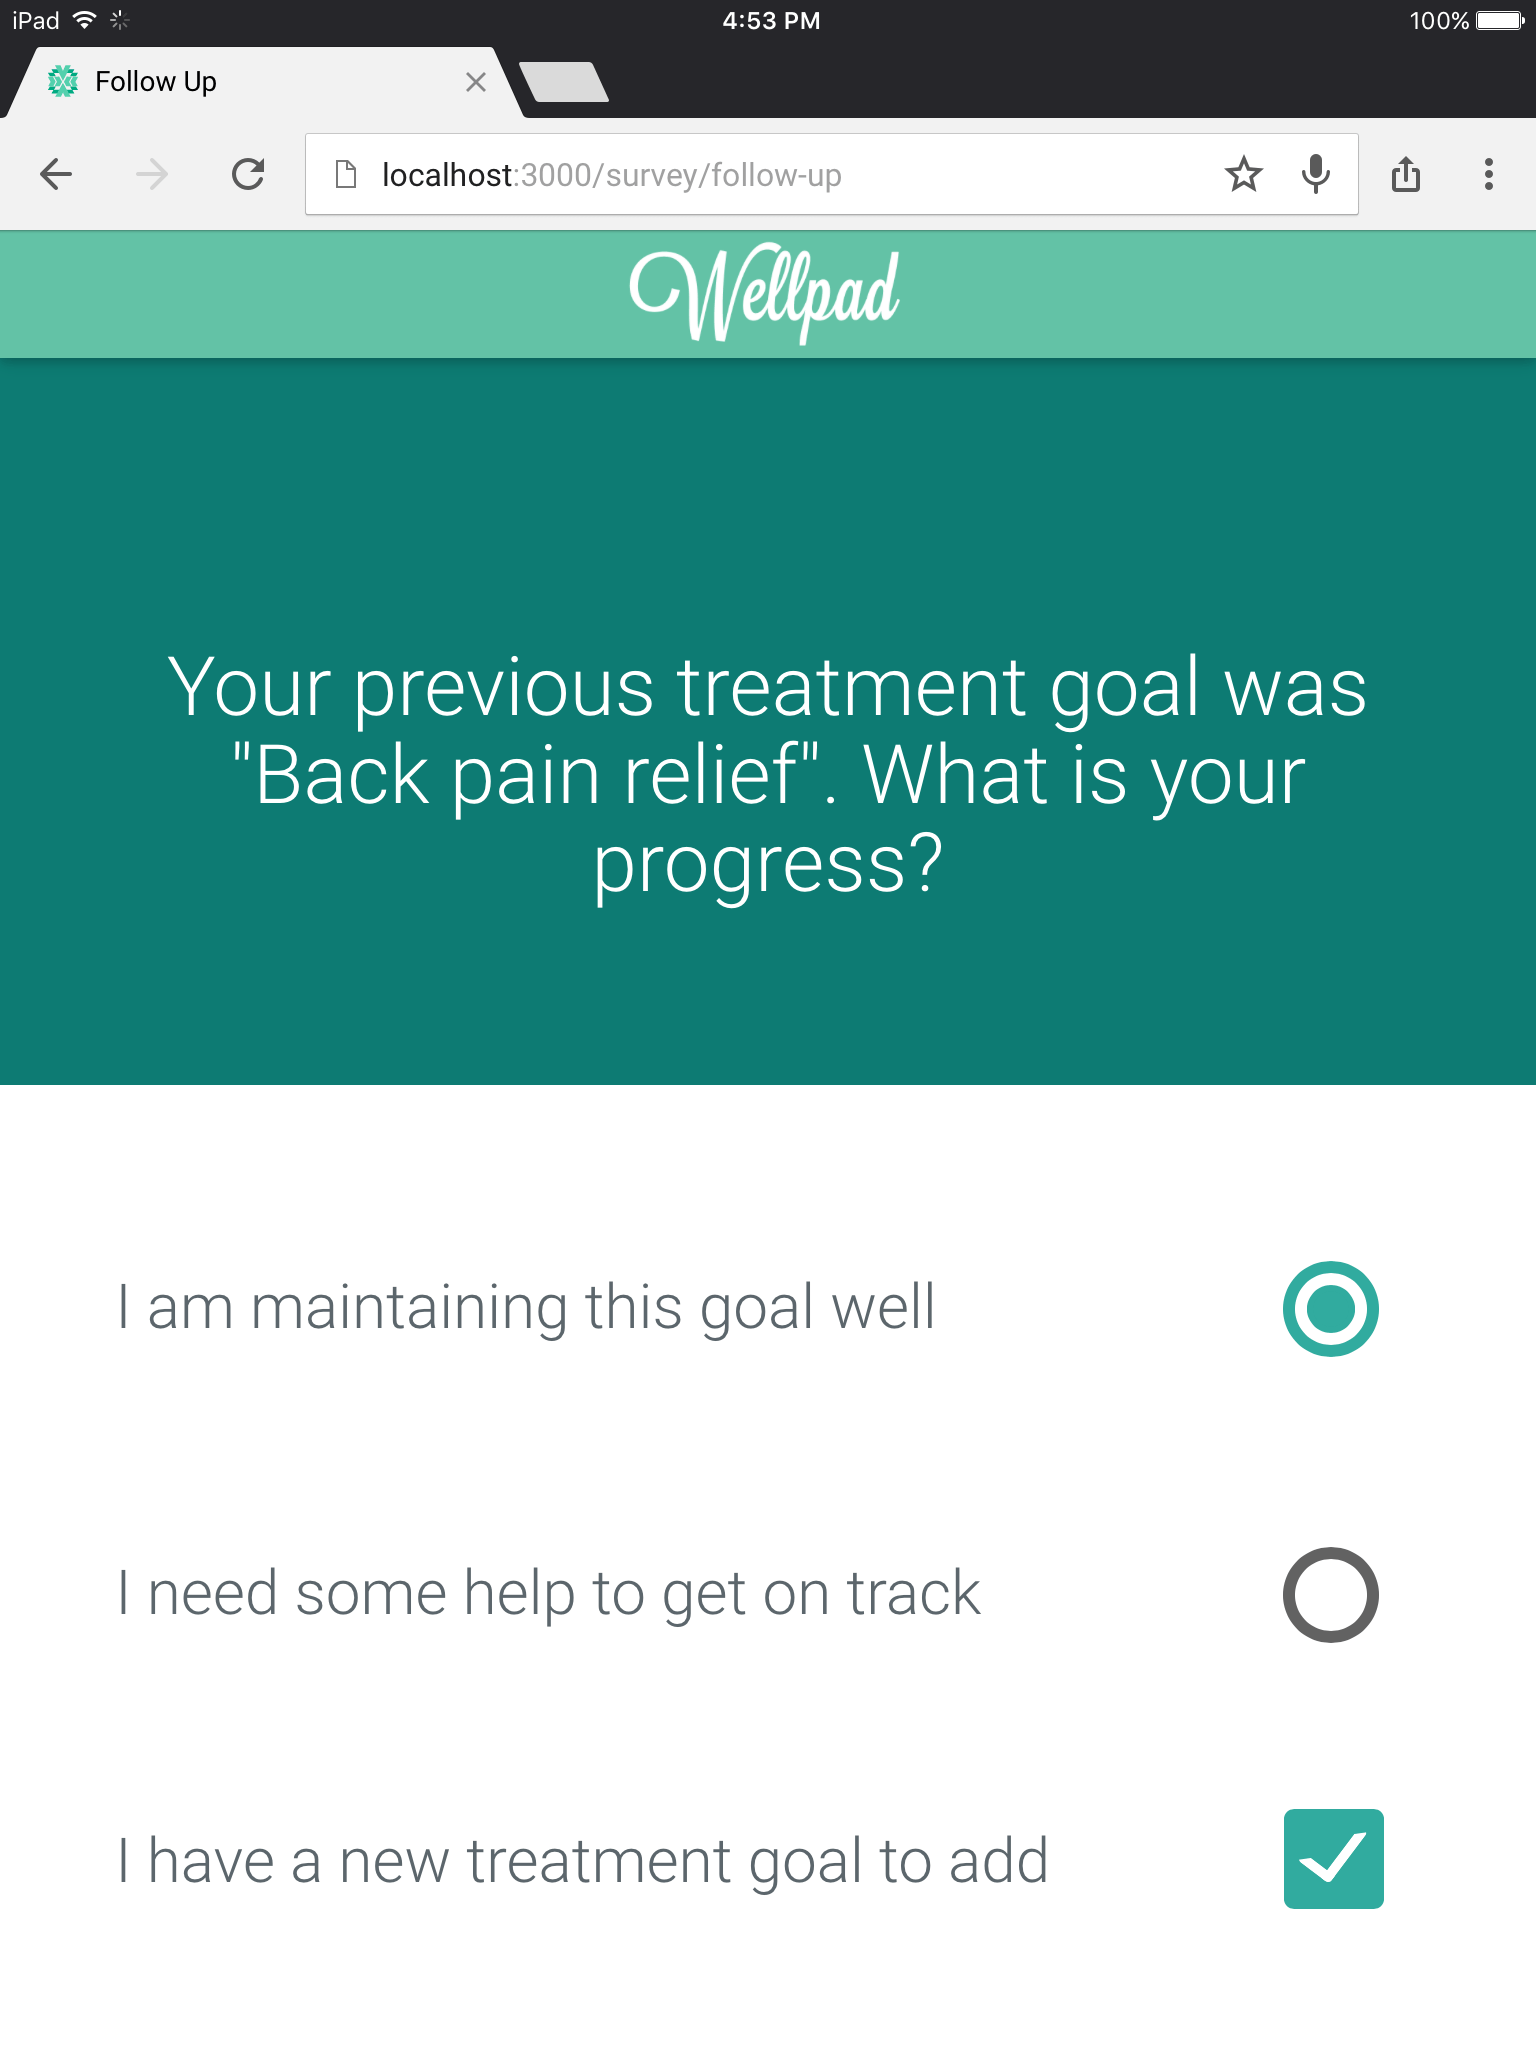 iPad 4:53 PM 100%
Follow Up
localhost:3000/survey/follow-up
Wellpad
Your previous treatment goal was
"Back pain relief". What is your
progress?
I am maintaining this goal well
I need some help to get on track
I have a new treatment goal to add